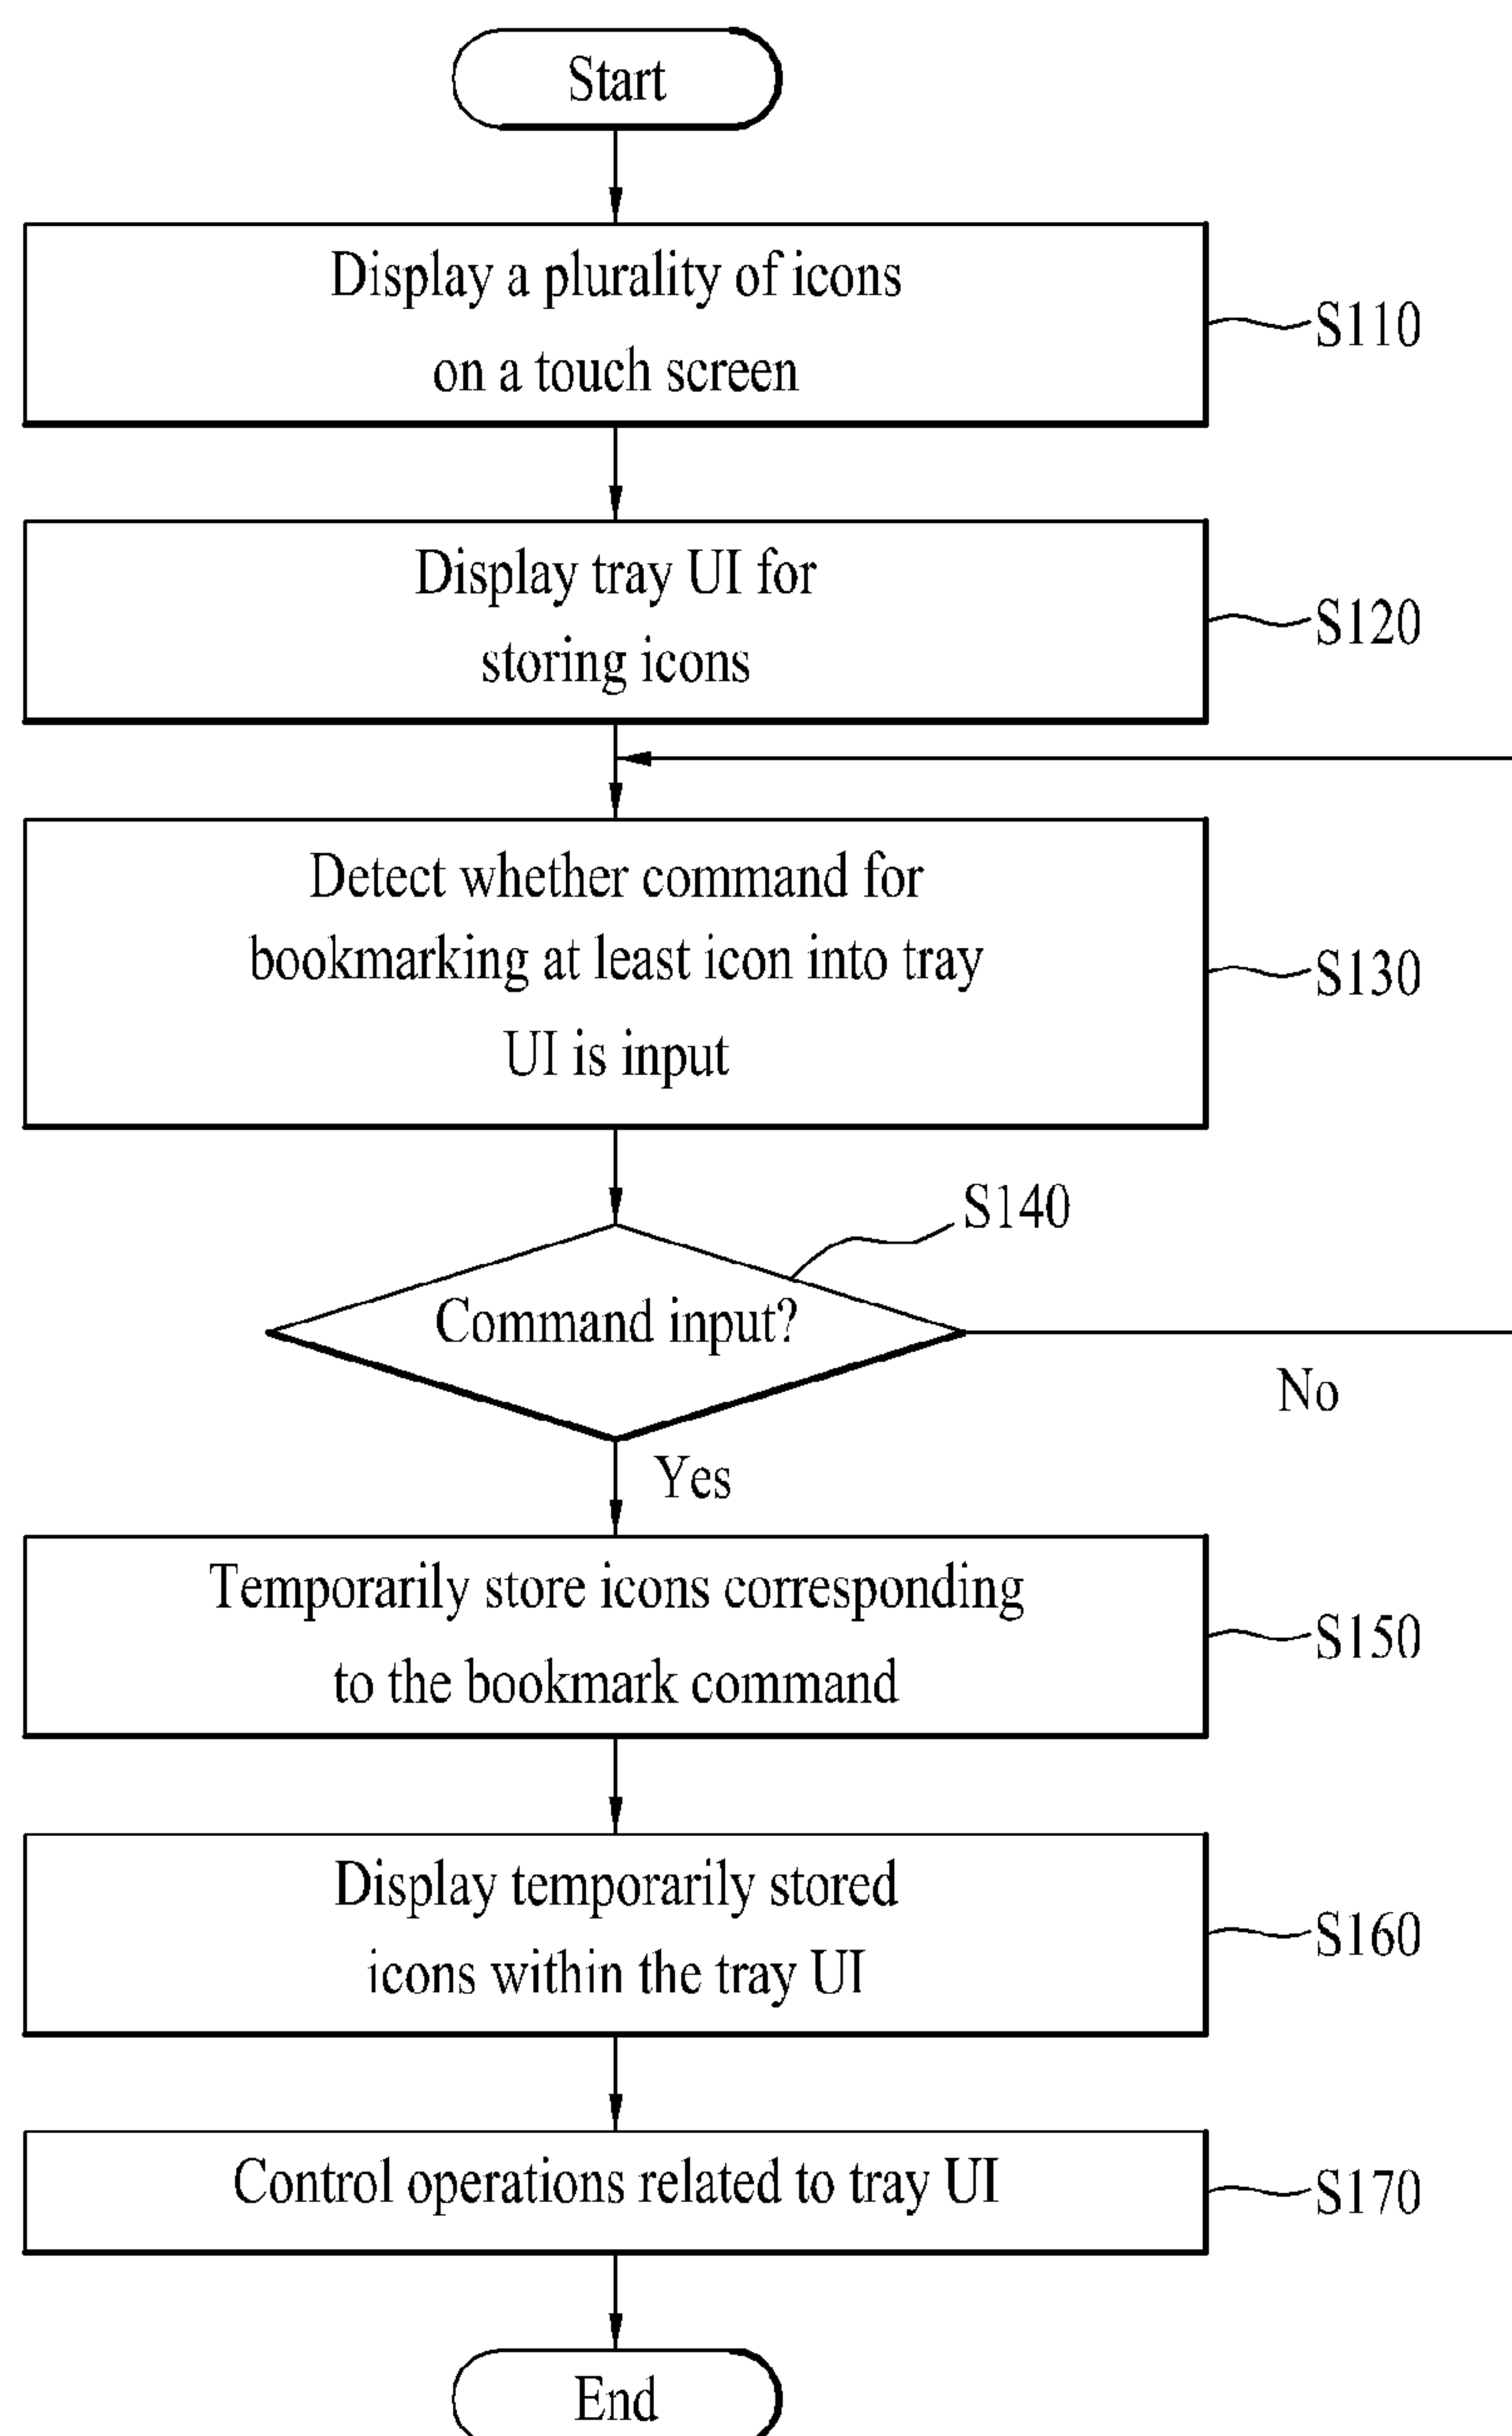 Start
Display a plurality of icons
on a touch screen
S110
Display tray UI for
storing icons
S120
Detect whether command for
bookmarking at least icon into tray
UI is input
S130
S140
Command input?
No
Yes
Temporarily store icons corresponding
to the bookmark command
S150
Display temporarily stored
icons within the tray UI
S160
Control operations related to tray UI
S170
End